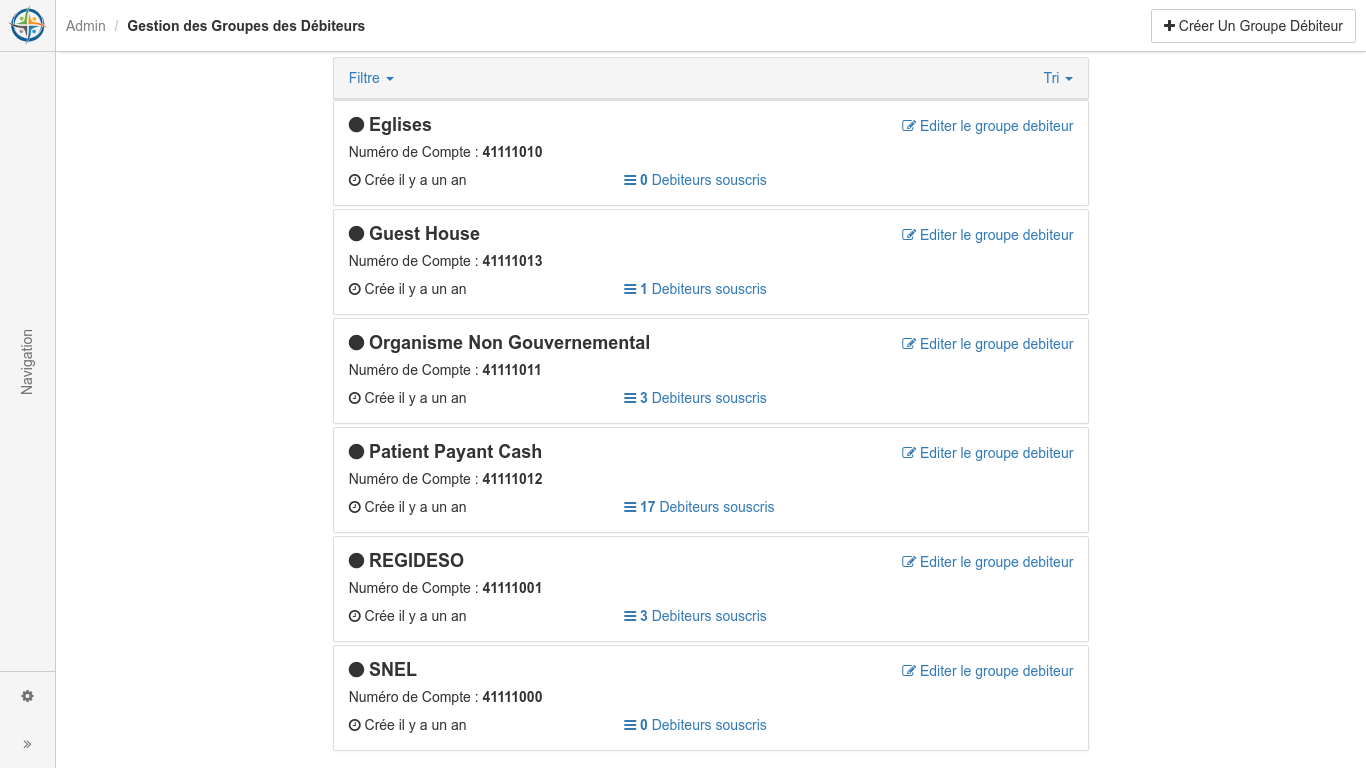 Admin / Gestion des Groupes des Débiteurs
Créer Un Groupe Débiteur
Filtre
Tri
Eglises
Editer le groupe debiteur
Numéro de Compte : 41111010
Crée il y a un an
0 Debiteurs souscris
Guest House
Editer le groupe debiteur
Numéro de Compte : 41111013
Crée il y a un an
1 Debiteurs souscris
Organisme Non Gouvernemental
Editer le groupe debiteur
Numéro de Compte : 41111011
Crée il y a un an
3 Debiteurs souscris
Patient Payant Cash
Editer le groupe debiteur
Numéro de Compte : 41111012
Crée il y a un an
17 Debiteurs souscris
REGIDESO
Editer le groupe debiteur
Numéro de Compte : 41111001
Crée il y a un an
3 Debiteurs souscris
SNEL
Editer le groupe debiteur
Numéro de Compte : 41111000
Crée il y a un an
0 Debiteurs souscris
Navigation